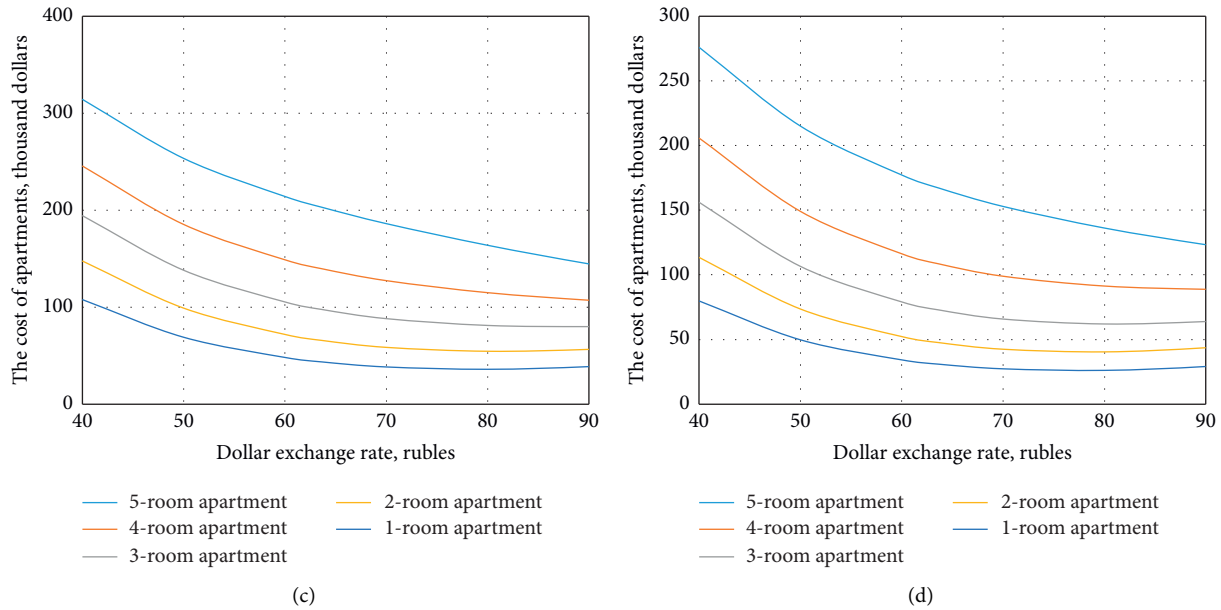 400
300
200
100
0
40 50 60 70 80 90
The cost of apartments, thousand dollars
Dollar exchange rate, rubles
5-room apartment
4-room apartment
3-room apartment
2-room apartment
1-room apartment
(c)
300
250
200
150
100
50
0
40 50 60 70 80 90
The cost of apartments, thousand dollars
Dollar exchange rate, rubles
5-room apartment
4-room apartment
3-room apartment
2-room apartment
1-room apartment
(d)